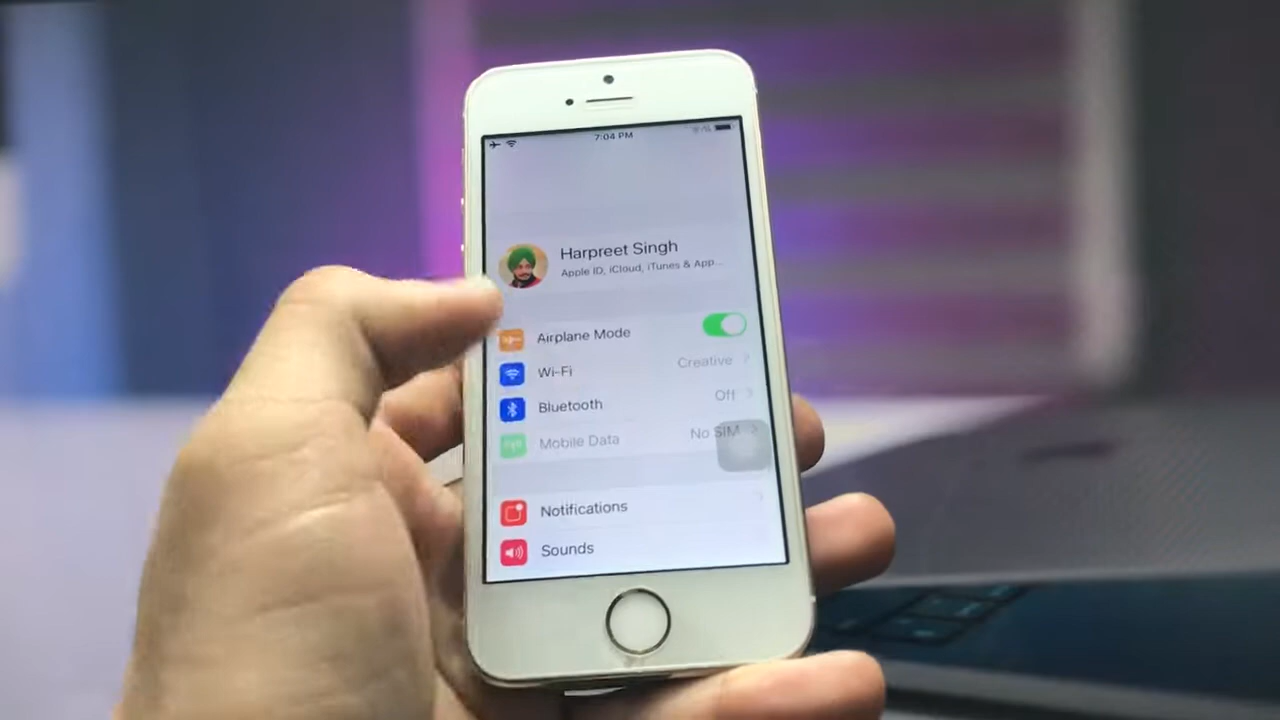 7:04 PM
Harpreet Singh
Apple ID, iCloud, iTunes & App...
Airplane Mode
Wi-Fi
Creative
Bluetooth
Off
Mobile Data
No SIM
Notifications
Sounds